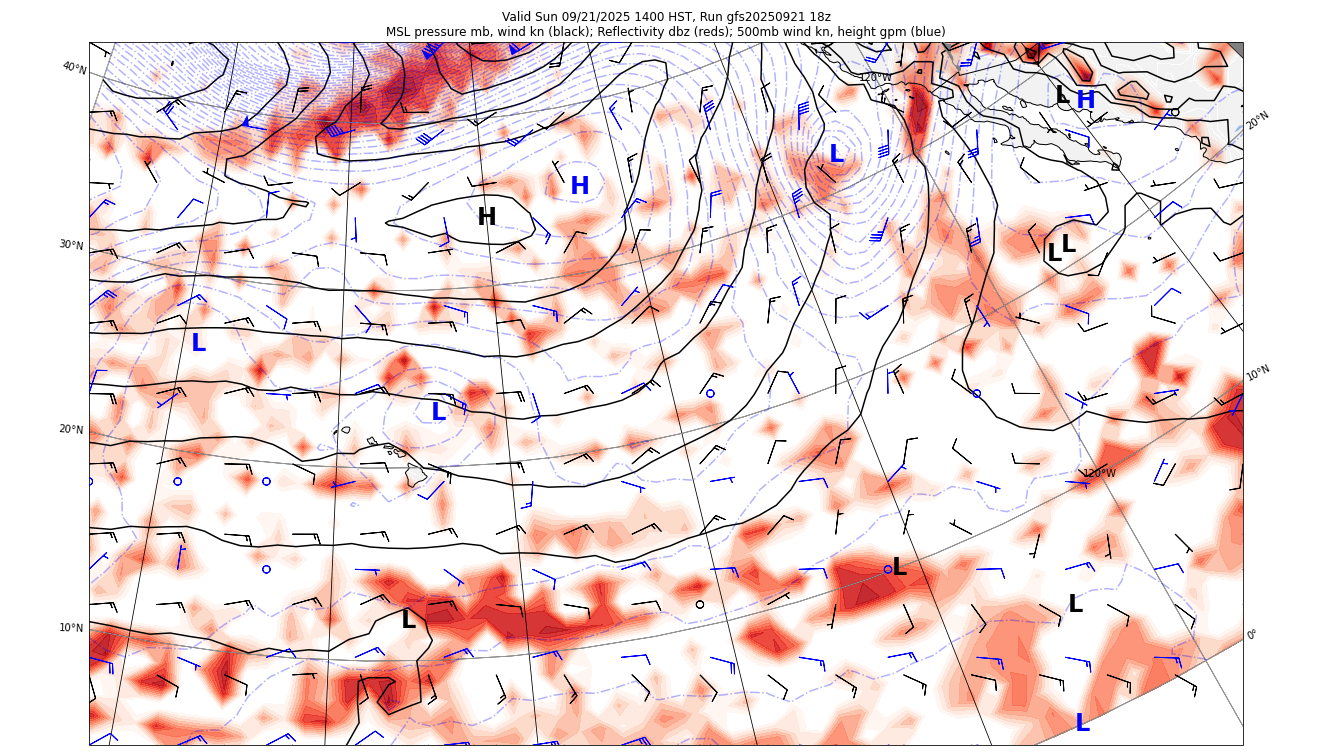 Valid Sun 09/21/2025 1400 HST, Run gfs20250921 18z
MSL pressure mb, wind kn (black); Reflectivity dbz (reds); 500mb wind kn, height gpm (blue)
40°N
120°W
L
H
20°N
L
H
H
30°N
L
L
L
10°N
L
20°N
120°W
L
L
L
10°N
0°
L